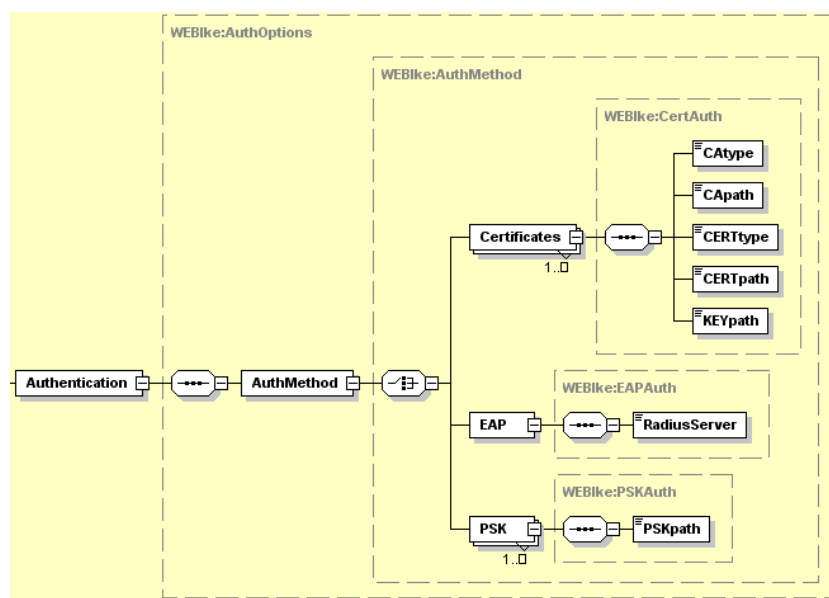 WEBIke:AuthOptions
WEBIke:AuthMethod
WEBIke:CertAuth
CAtype
CApath
Certificates
CERTtype
1..
CERTpath
KEYpath
Authentication
AuthMethod
WEBIke:EAPAuth
EAP
RadiusServer
WEBIke:PSKAuth
PSK
PSKpath
1..